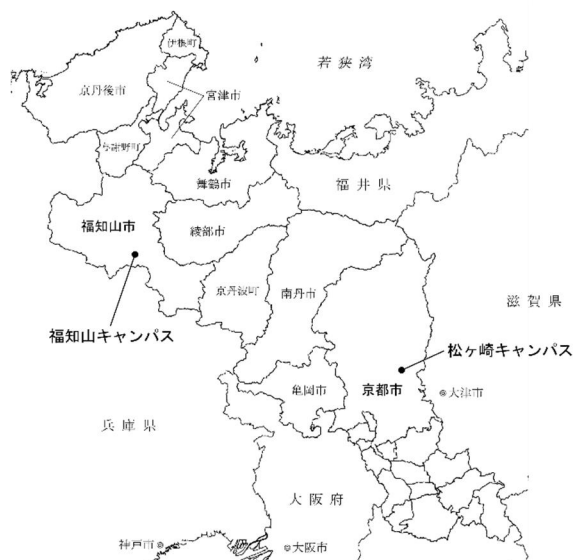 伊根町
若狭湾
京丹後市
宮津市
与謝野町
舞鶴市
福井県
福知山市
綾部市
京丹波町
南丹市
滋賀県
福知山キャンパス
松ヶ崎キャンパス
亀岡市
京都市
大津市
兵庫県
大阪府
神戸市
大阪市